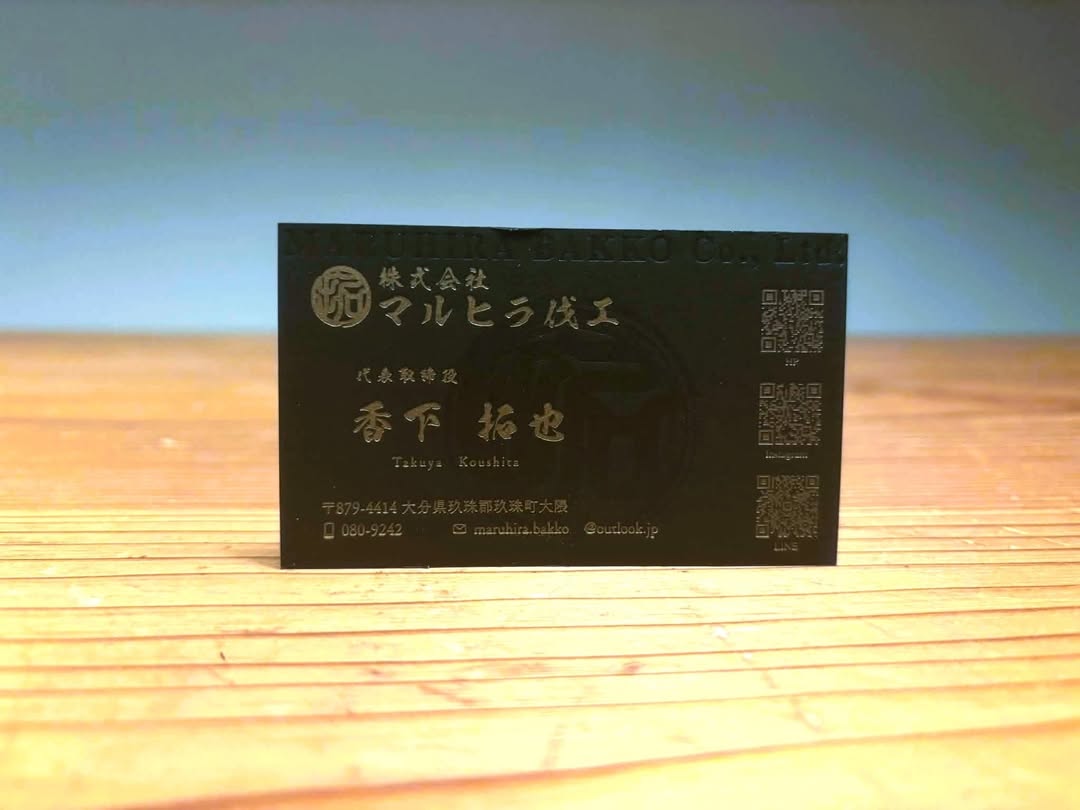 MARUHIRA BAKKO Co., Ltd.
拓
株式会社
マルヒラ伐工
代表取締役
香下 拓也
Takuya Koushita
〒879-4414 大分県玖珠郡玖珠町大隈
080-9242
maruhira.bakko @outlook.jp
HP
Instagram
LINE